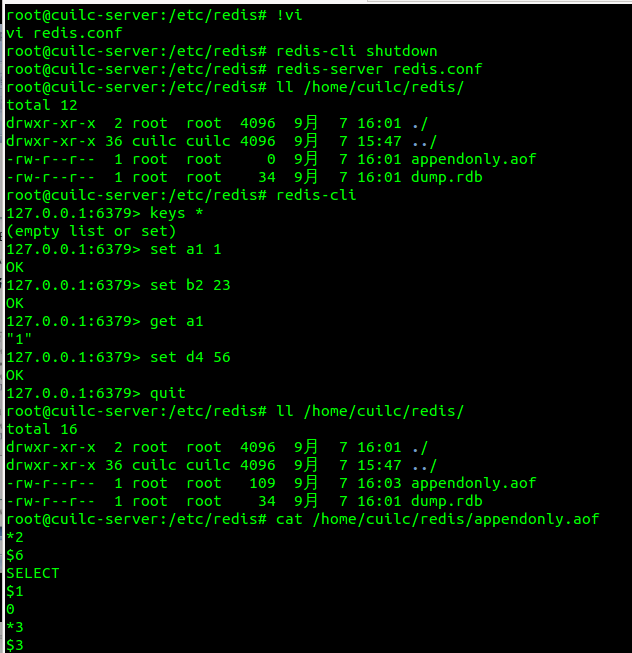 root@cuilc-server:/etc/redis# !vi
vi redis.conf
root@cuilc-server:/etc/redis# redis-cli shutdown
root@cuilc-server:/etc/redis# redis-server redis.conf
root@cuilc-server:/etc/redis# ll /home/cuilc/redis/
total 12
drwxr-xr-x  2 root  root  4096  9月  7 16:01 ./
drwxr-xr-x 36 cuilc cuilc 4096  9月  7 15:47 ../
-rw-r--r--  1 root  root     0  9月  7 16:01 appendonly.aof
-rw-r--r--  1 root  root    34  9月  7 16:01 dump.rdb
root@cuilc-server:/etc/redis# redis-cli
127.0.0.1:6379> keys *
(empty list or set)
127.0.0.1:6379> set a1 1
OK
127.0.0.1:6379> set b2 23
OK
127.0.0.1:6379> get a1
"1"
127.0.0.1:6379> set d4 56
OK
127.0.0.1:6379> quit
root@cuilc-server:/etc/redis# ll /home/cuilc/redis/
total 16
drwxr-xr-x  2 root  root  4096  9月  7 16:01 ./
drwxr-xr-x 36 cuilc cuilc 4096  9月  7 15:47 ../
-rw-r--r--  1 root  root   109  9月  7 16:03 appendonly.aof
-rw-r--r--  1 root  root    34  9月  7 16:01 dump.rdb
root@cuilc-server:/etc/redis# cat /home/cuilc/redis/appendonly.aof
*2
$6
SELECT
$1
0
*3
$3